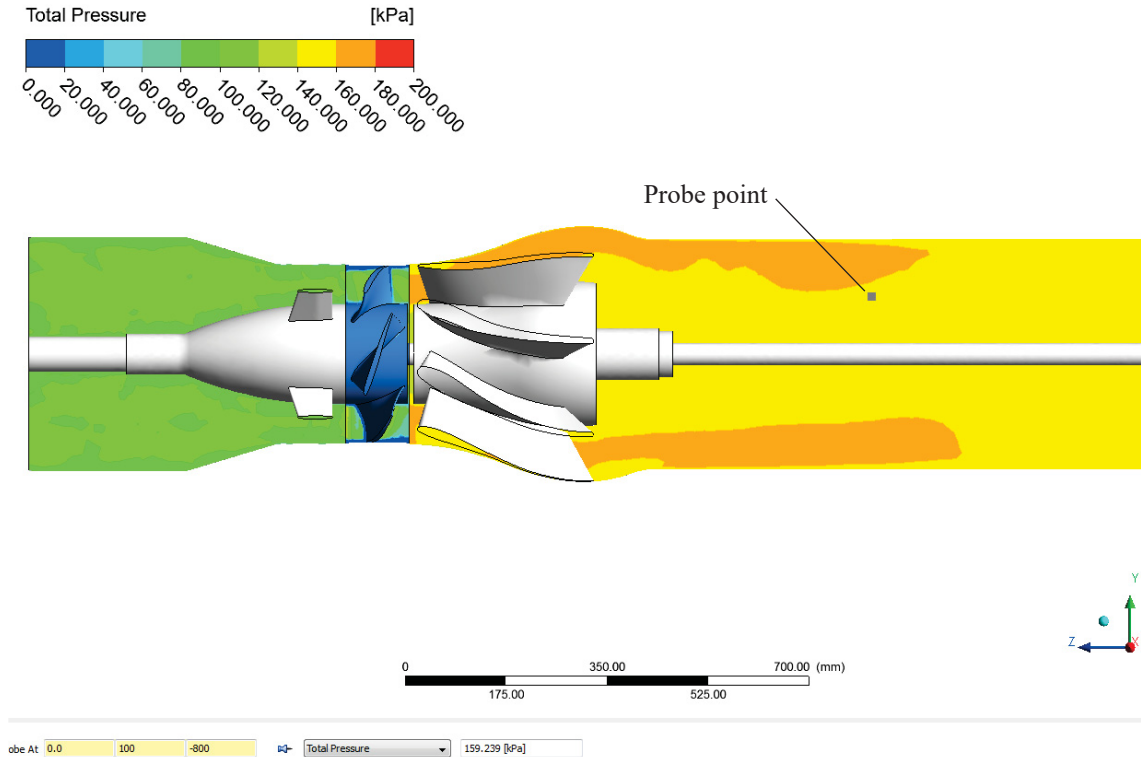 Total Pressure [kPa]
0.000 20.000 40.000 60.000 80.000 100.000 120.000 140.000 160.000 180.000 200.000
Probe point
Y
Z X
0 350.00 700.00 (mm)
175.00 525.00
obe At 0.0 100 -800 Total Pressure 159.239 [kPa]